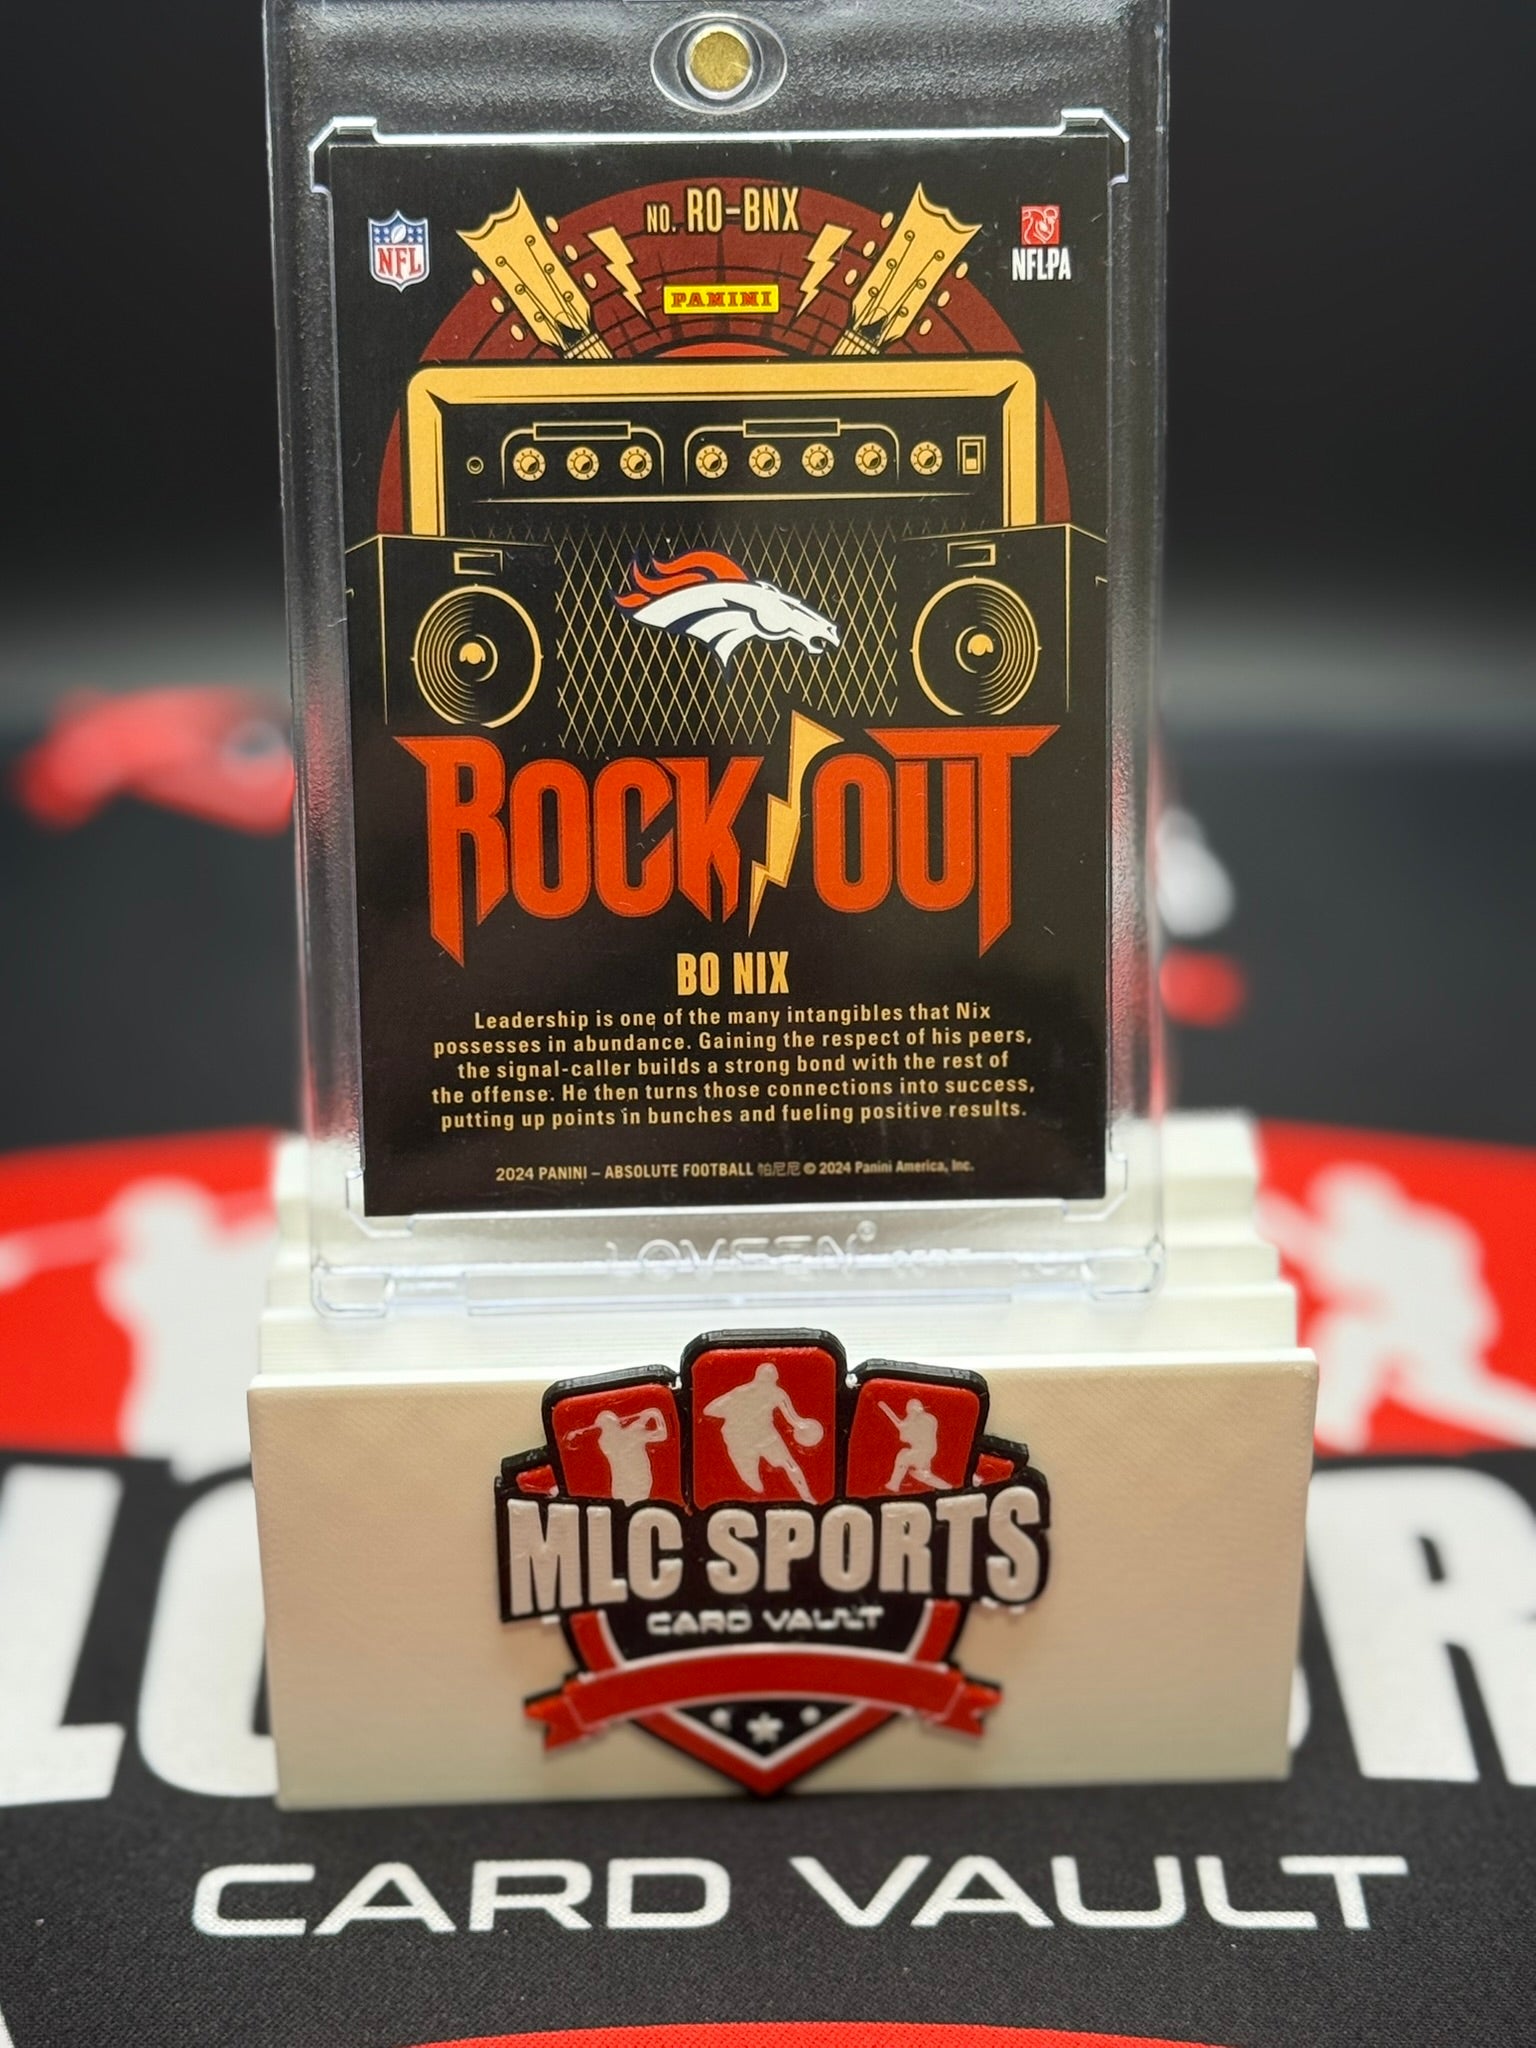 NO. RO-BNX
NFL
PANINI
NFLPA
ROCK OUT
BO NIX
Leadership is one of the many intangibles that Nix
possesses in abundance. Gaining the respect of his peers,
the signal-caller builds a strong bond with the rest of
the offense. He then turns those connections into success,
putting up points in bunches and fueling positive results.
2024 PANINI – ABSOLUTE FOOTBALL 帕尼尼 © 2024 Panini America, Inc.
MLC SPORTS
CARD VAULT
CARD VAULT